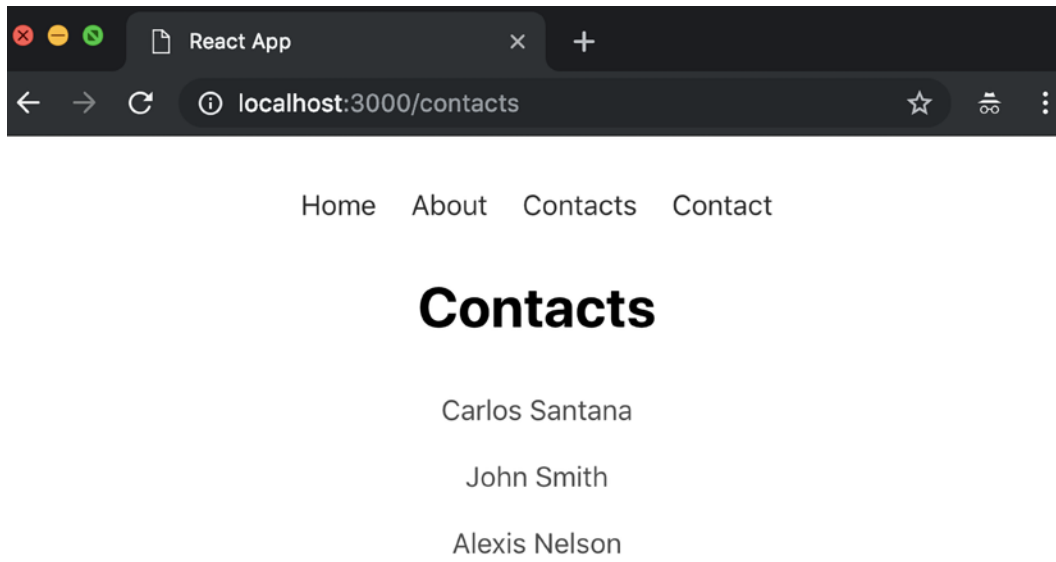 React App
localhost:3000/contacts
Home About Contacts Contact
Contacts
Carlos Santana
John Smith
Alexis Nelson